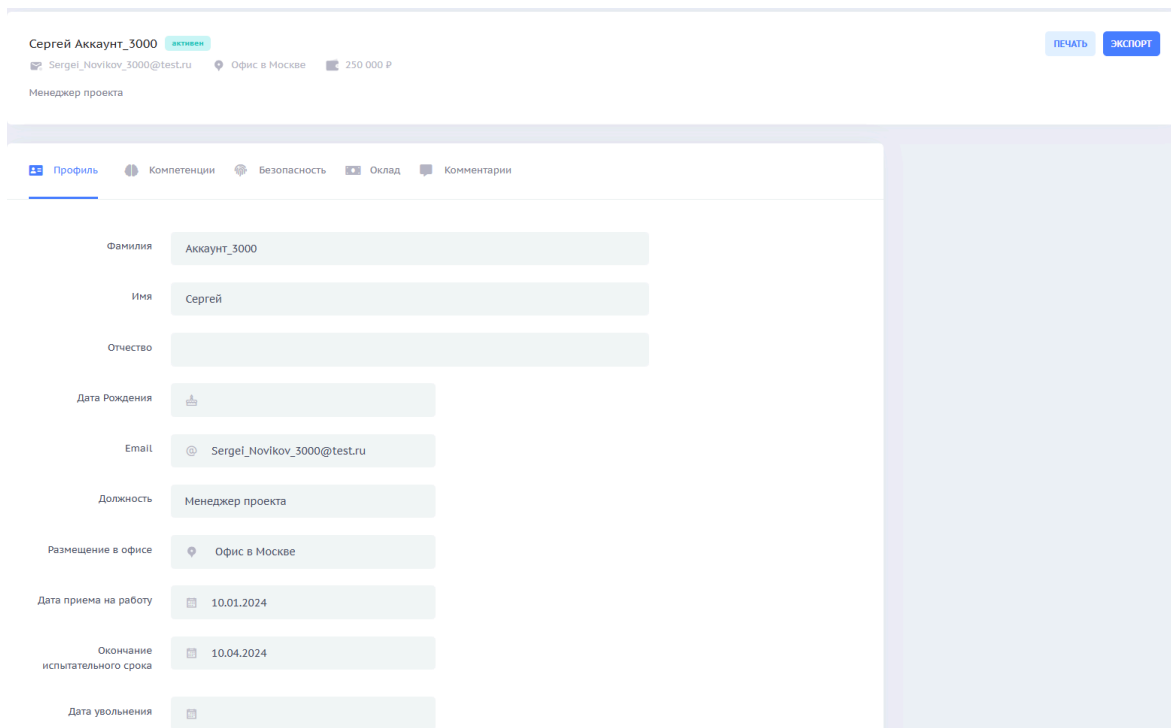 Сергей Аккаунт_3000 активен
ПЕЧАТЬ ЭКСПОРТ
Sergei_Novikov_3000@test.ru Офис в Москве 250 000 ₽
Менеджер проекта
Профиль Компетенции Безопасность Оклад Комментарии
Фамилия Аккаунт_3000
Имя Сергей
Отчество
Дата Рождения
Email @ Sergei_Novikov_3000@test.ru
Должность Менеджер проекта
Размещение в офисе Офис в Москве
Дата приема на работу 10.01.2024
Окончание
испытательного срока 10.04.2024
Дата увольнения